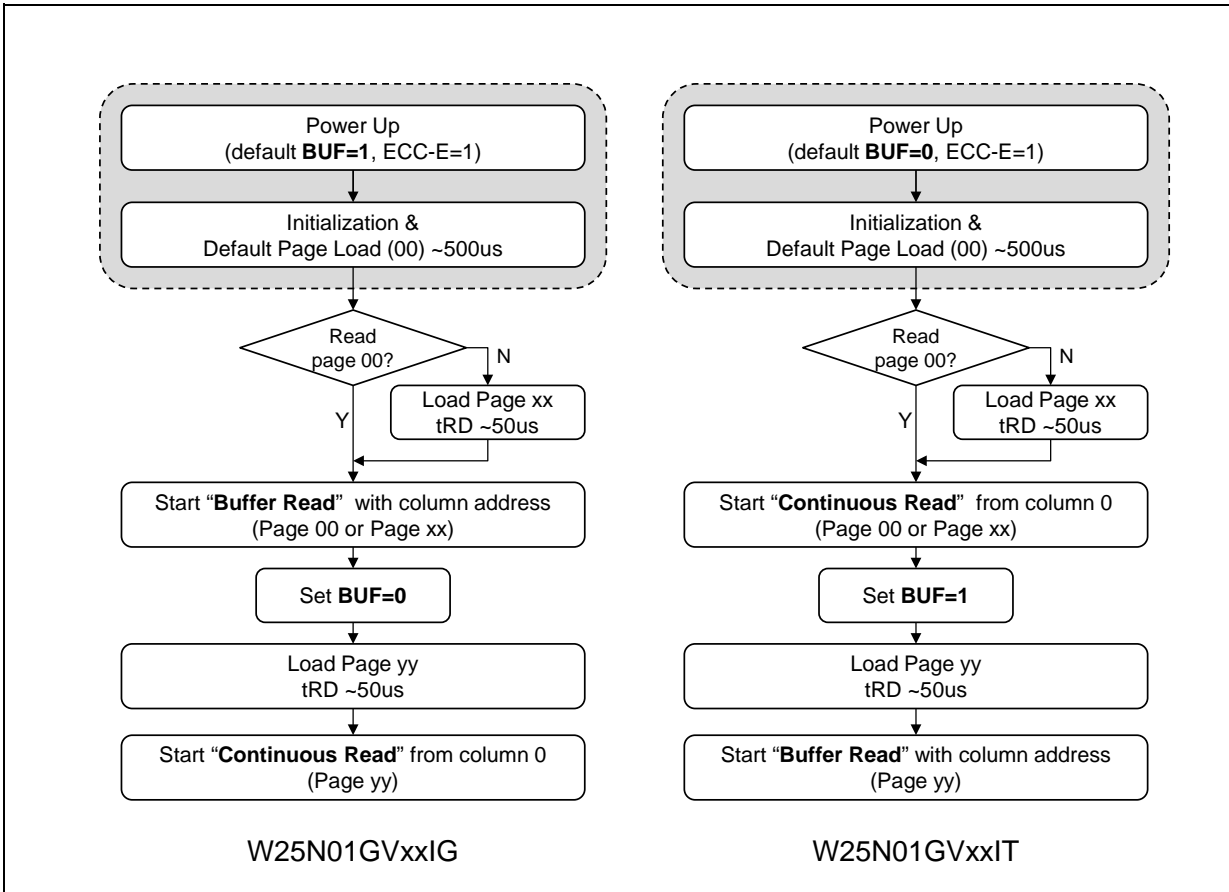 Power Up
(default BUF=1, ECC-E=1)
Initialization &
Default Page Load (00) ~500us
Read
page 00?
N
Load Page xx
tRD ~50us
Y
Start “Buffer Read” with column address
(Page 00 or Page xx)
Set BUF=0
Load Page yy
tRD ~50us
Start “Continuous Read” from column 0
(Page yy)
W25N01GVxxIG
Power Up
(default BUF=0, ECC-E=1)
Initialization &
Default Page Load (00) ~500us
Read
page 00?
N
Load Page xx
tRD ~50us
Y
Start “Continuous Read” from column 0
(Page 00 or Page xx)
Set BUF=1
Load Page yy
tRD ~50us
Start “Buffer Read” with column address
(Page yy)
W25N01GVxxIT